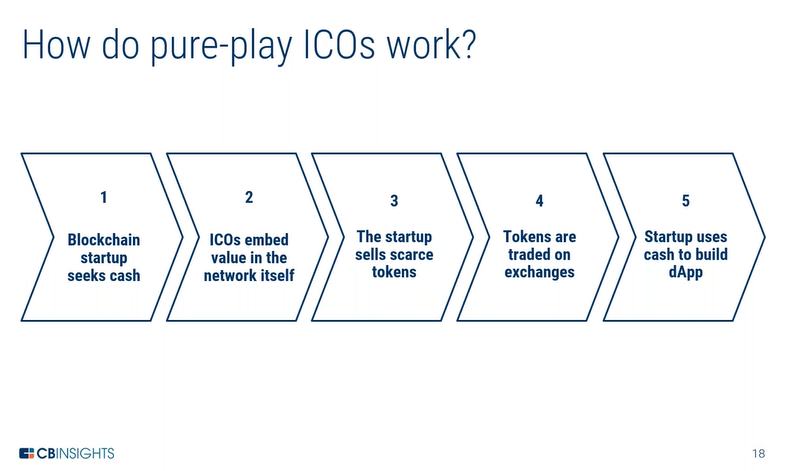 How do pure-play ICOs work?
1
Blockchain
startup
seeks cash
2
ICOs embed
value in the
network itself
3
The startup
sells scarce
tokens
4
Tokens are
traded on
exchanges
5
Startup uses
cash to build
dApp
CBINSIGHTS
18